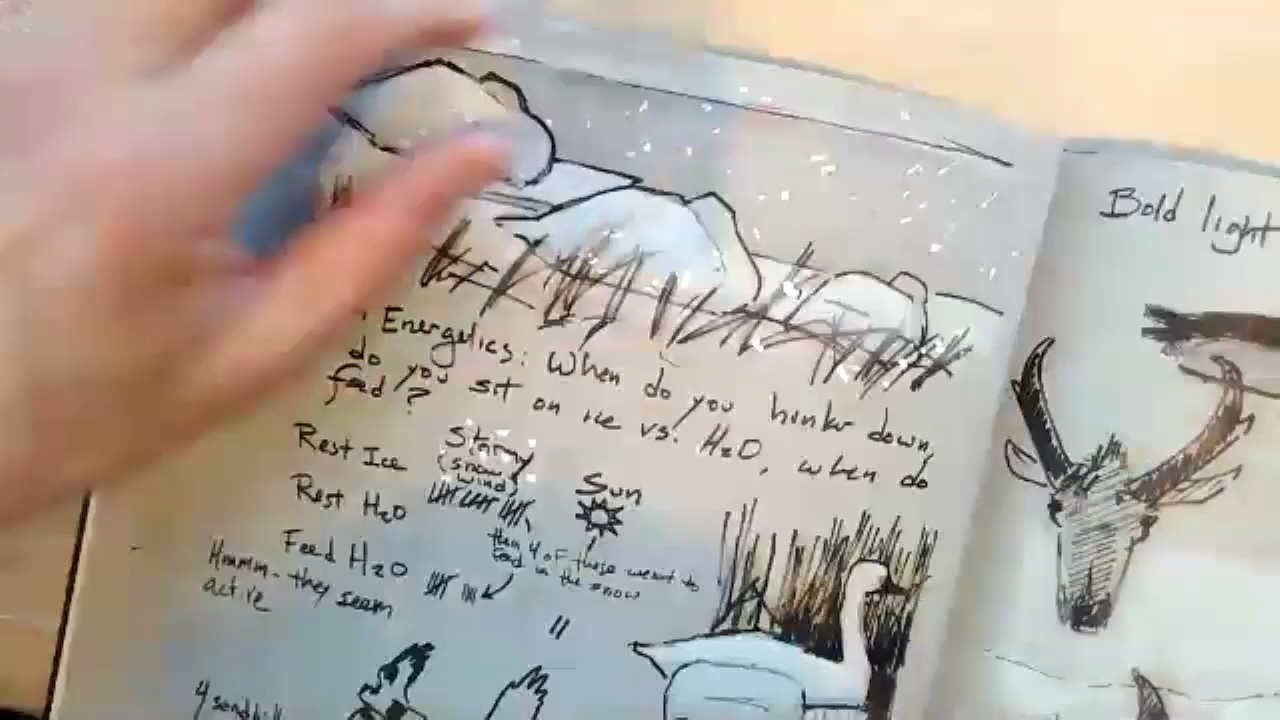 Energetics: When do you hunker down,
do you sit on ice vs. H2O, when do
feed?
Stormy
(snow
wind)
Sun
Rest Ice
Rest H2O
Feed H2O
then 4 of these went to
feed in the snow
Hmmm - they seem
active
4 sandhill
Bold light